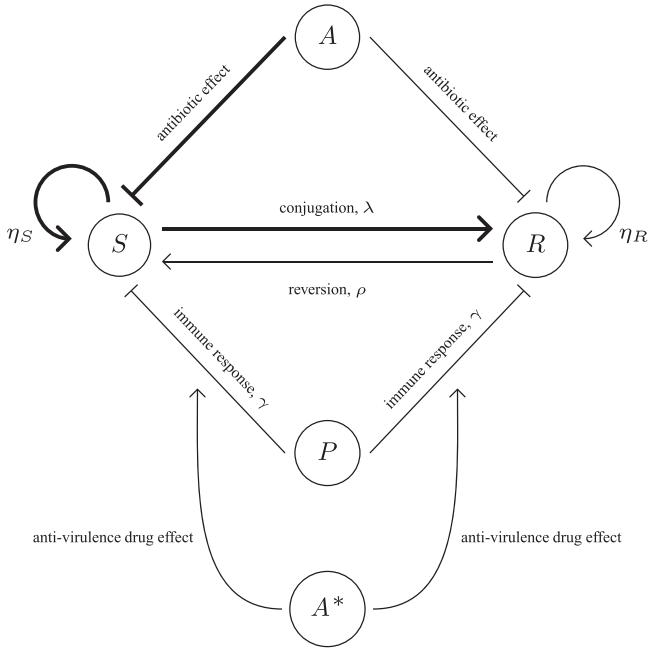 A
antibiotic effect
antibiotic effect
conjugation, λ
η_S
S
R
η_R
reversion, ρ
immune response, γ
immune response, γ
P
anti-virulence drug effect
anti-virulence drug effect
A*